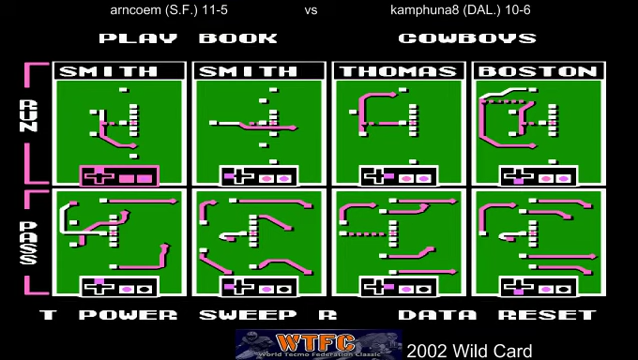 arncoem (S.F.) 11-5 vs kamphuna8 (DAL.) 10-6
PLAY BOOK COWBOYS
SMITH SMITH THOMAS BOSTON
RUN
PASS
T POWER SWEEP R DATA RESET
WTFC
World Tecmo Federation Classic
2002 Wild Card